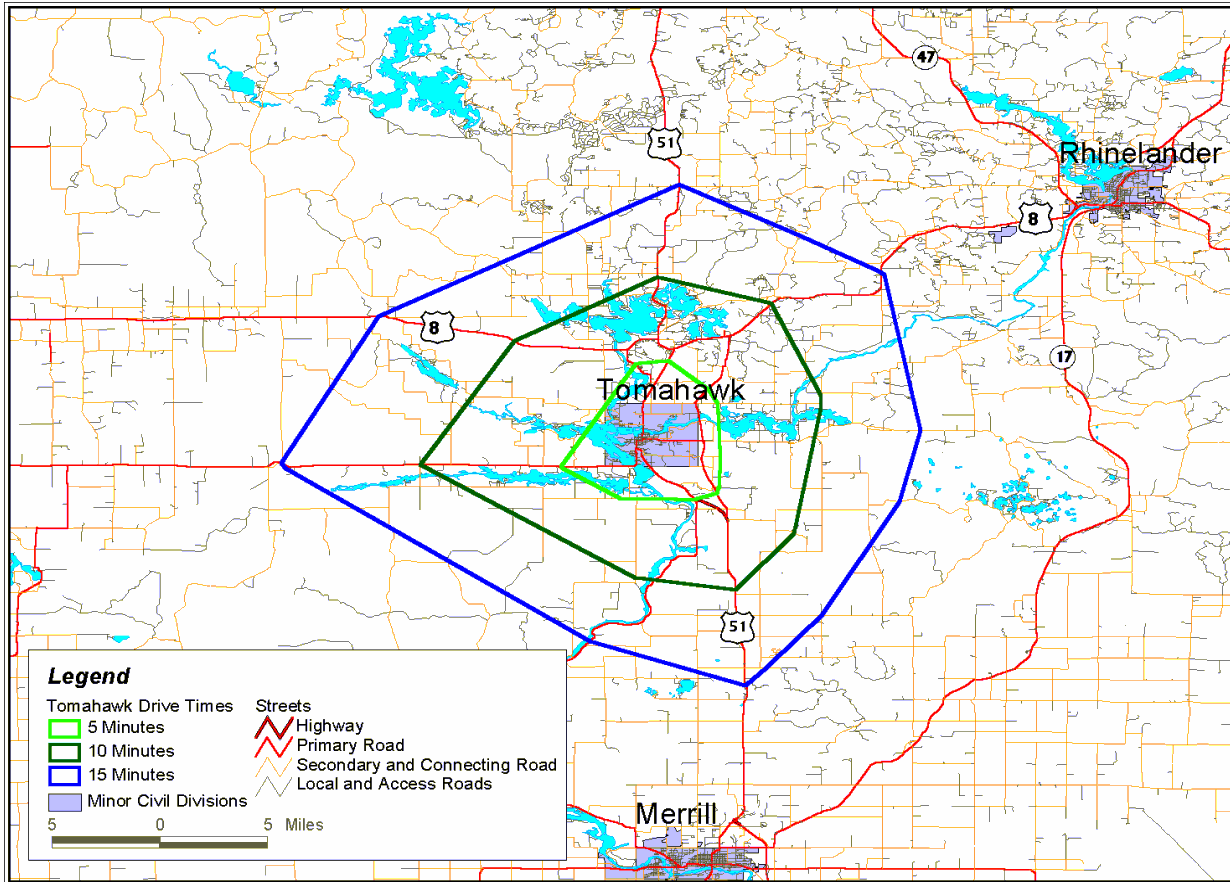 47
51
Rhinelander
8
8
17
Tomahawk
51
Legend
Tomahawk Drive Times
5 Minutes
10 Minutes
15 Minutes
Minor Civil Divisions
5 0 5 Miles
Streets
Highway
Primary Road
Secondary and Connecting Road
Local and Access Roads
Merrill